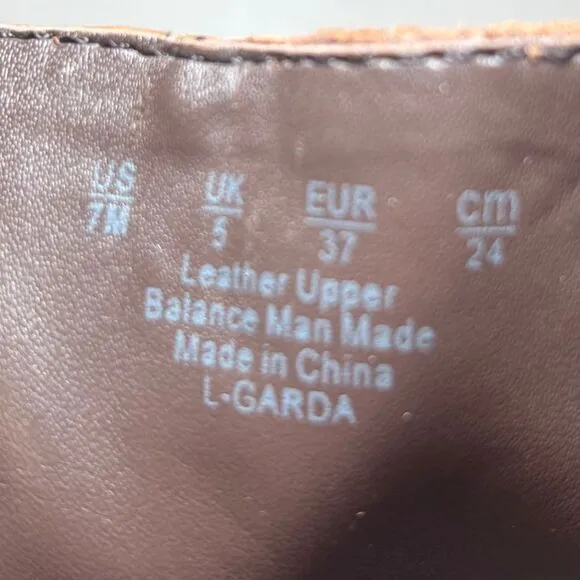 US UK EUR cm
7M 5 37 24
Leather Upper
Balance Man Made
Made in China
L-GARDA